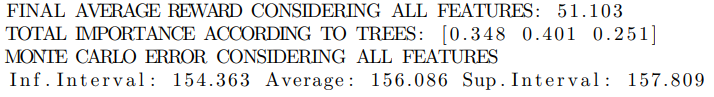 FINAL AVERAGE REWARD CONSIDERING ALL FEATURES: 51.103
TOTAL IMPORTANCE ACCORDING TO TREES: [0.348 0.401 0.251]
MONTE CARLO ERROR CONSIDERING ALL FEATURES
Inf.Interval: 154.363 Average: 156.086 Sup.Interval: 157.809